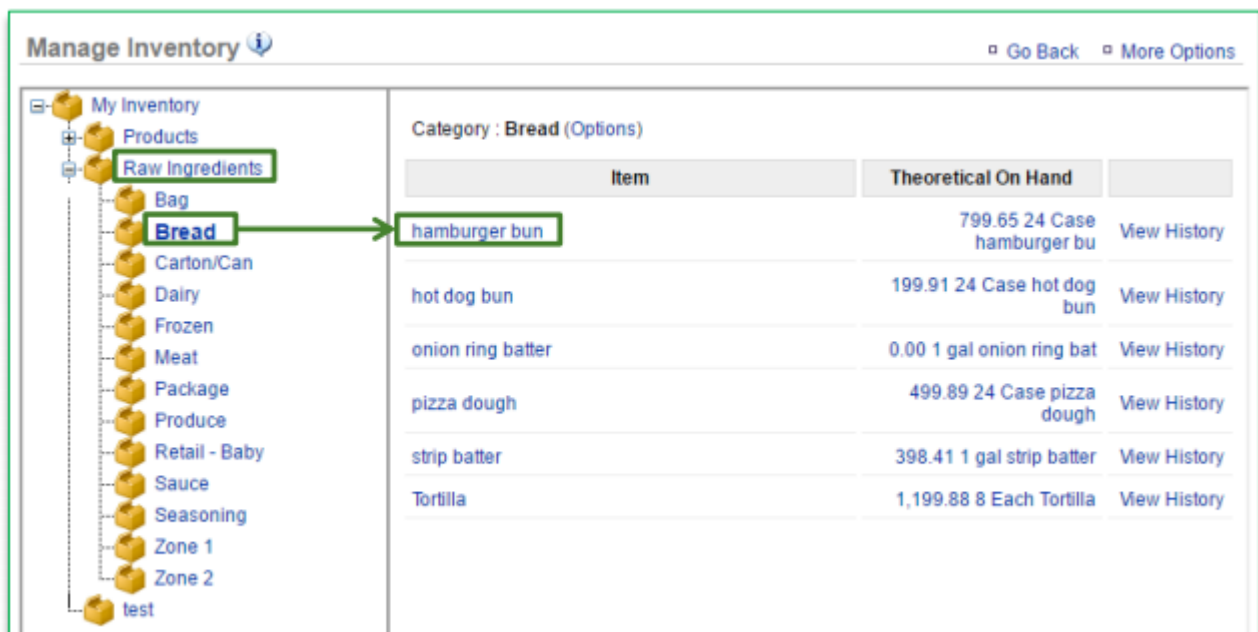 Manage Inventory
Go Back
More Options
My Inventory
Products
Raw Ingredients
Bag
Bread
Carton/Can
Dairy
Frozen
Meat
Package
Produce
Retail - Baby
Sauce
Seasoning
Zone 1
Zone 2
test
Category : Bread (Options)
Item Theoretical On Hand
hamburger bun 799.65 24 Case View History
hamburger bu
hot dog bun 199.91 24 Case hot dog View History
bun
onion ring batter 0.00 1 gal onion ring bat View History
pizza dough 499.89 24 Case pizza View History
dough
strip batter 398.41 1 gal strip batter View History
Tortilla 1,199.88 8 Each Tortilla View History